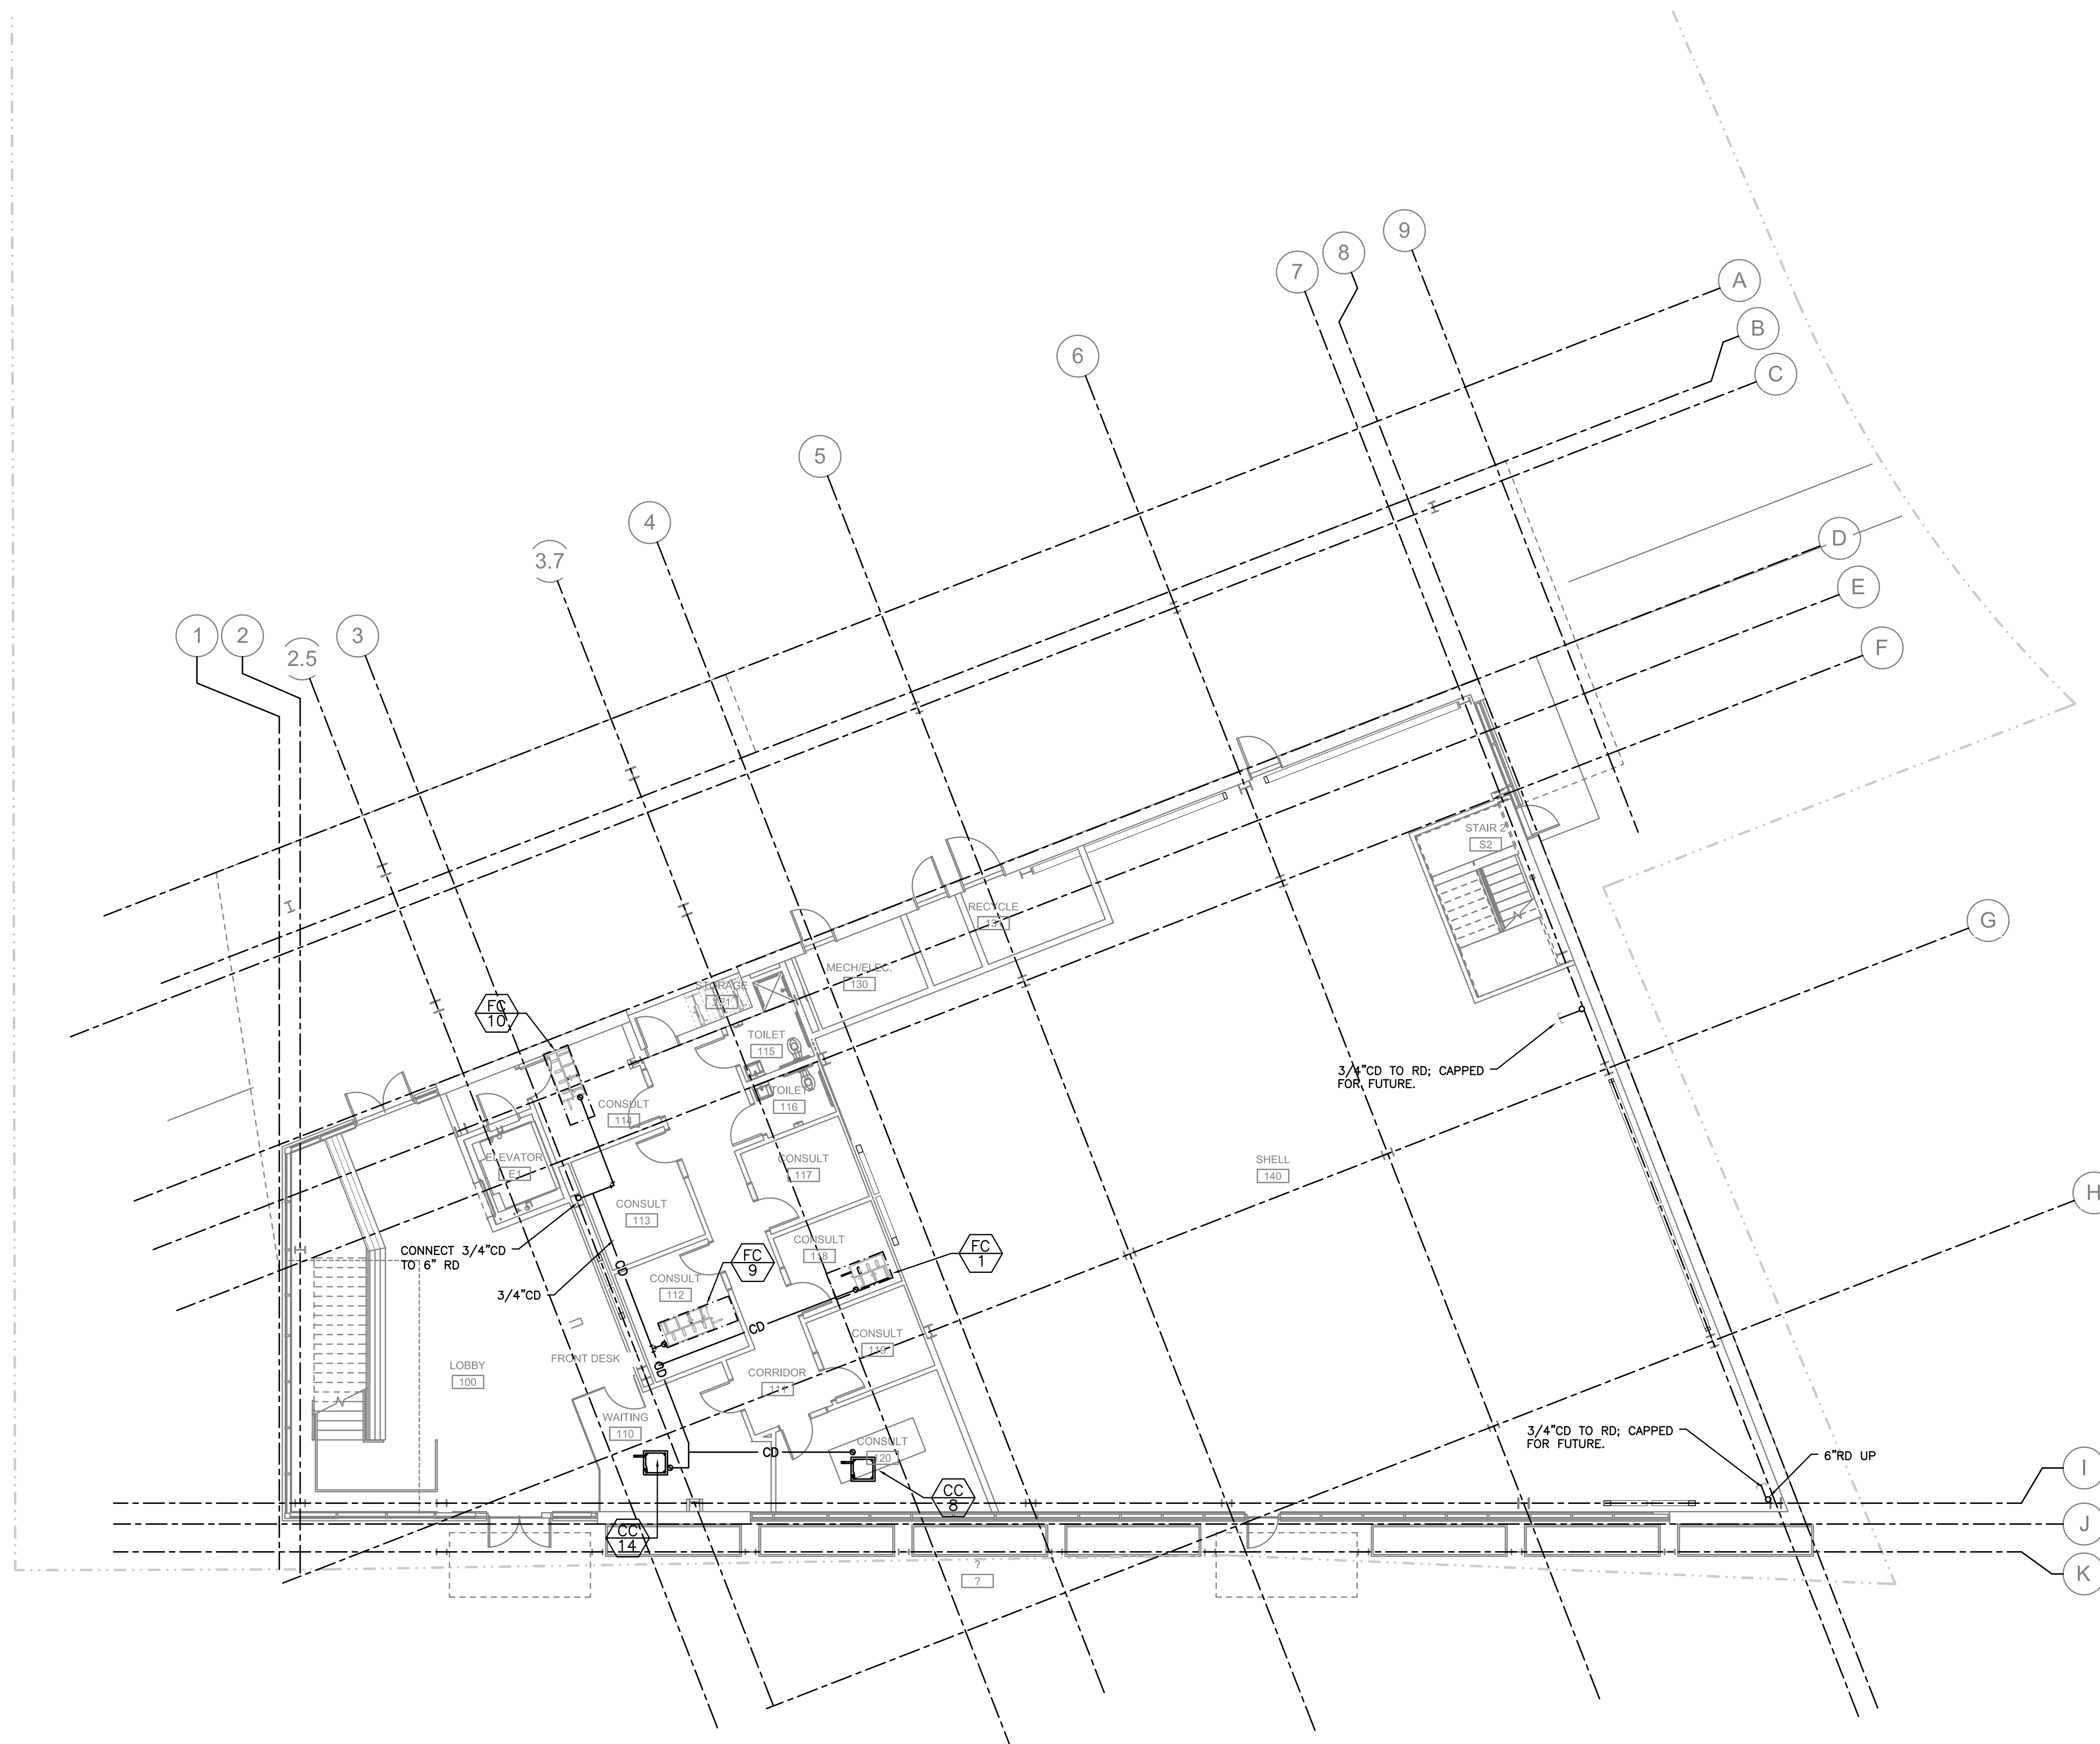 9
8
7
A
B
6
C
5
4
D
3.7
E
1
2
3
F
2.5
STAIR 2
S2
RECYCLE
G
MECH/ELEC.
130
STORAGE
121
FC
10
TOILET
115
3/4"CD TO RD; CAPPED
FOR FUTURE.
TOILET
116
CONSULT
114
ELEVATOR
E1
CONSULT
117
SHELL
140
H
CONSULT
113
CONNECT 3/4"CD
TO 6" RD
CONSULT
118
FC
1
FC
9
CD
CONSULT
112
3/4"CD
CD
CONSULT
119
FRONT DESK
LOBBY
100
CD
CORRIDOR
111
WAITING
110
3/4"CD TO RD; CAPPED
FOR FUTURE.
CONSULT
120
CD
6"RD UP
I
CC
8
CC
14
J
?
?
K